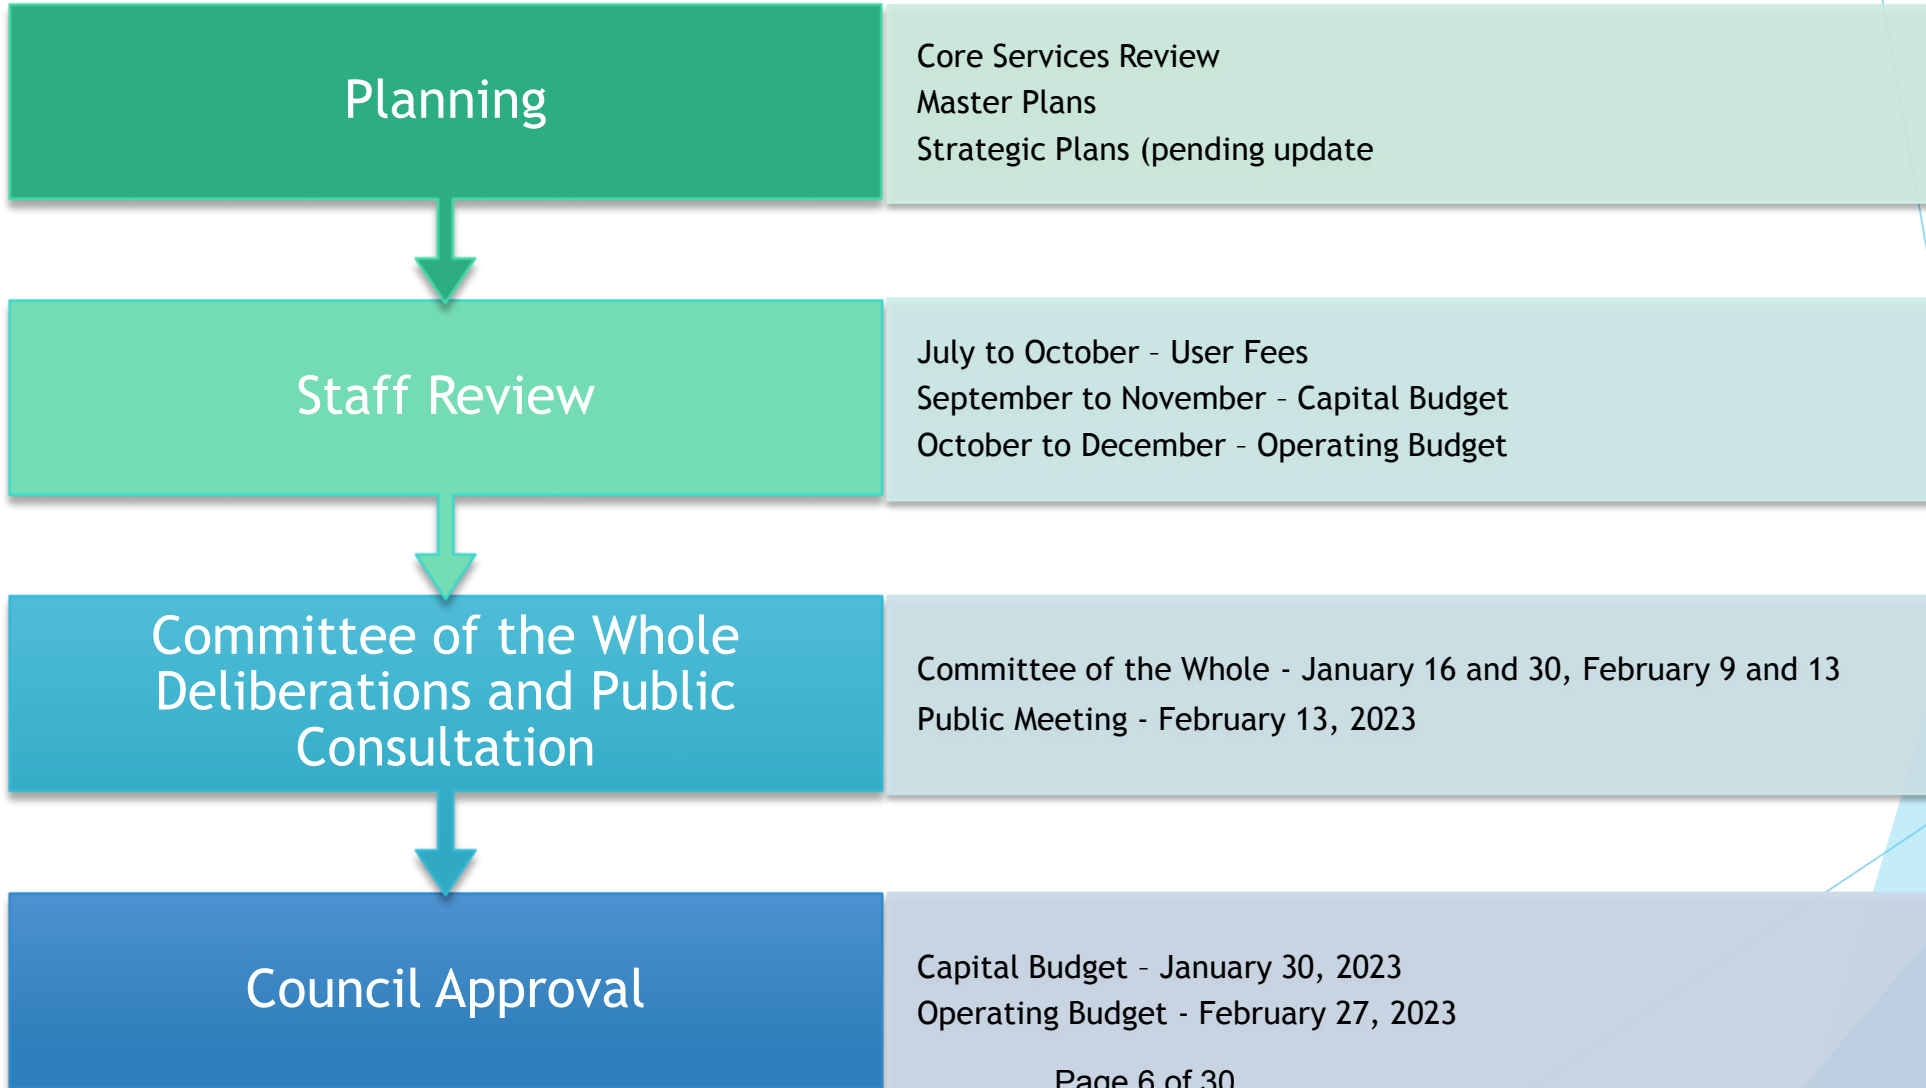 Planning
Core Services Review
Master Plans
Strategic Plans (pending update
Staff Review
July to October – User Fees
September to November – Capital Budget
October to December – Operating Budget
Committee of the Whole
Deliberations and Public
Consultation
Committee of the Whole - January 16 and 30, February 9 and 13
Public Meeting - February 13, 2023
Council Approval
Capital Budget – January 30, 2023
Operating Budget - February 27, 2023
Page 6 of 30